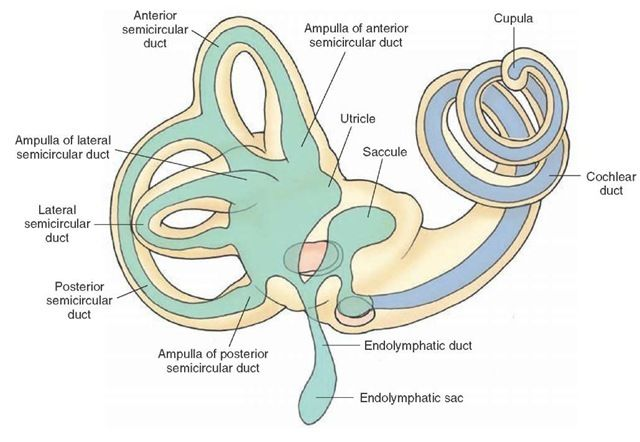 Anterior
semicircular
duct
Ampulla of anterior
semicircular duct
Cupula
Utricle
Saccule
Ampulla of lateral
semicircular duct
Cochlear
duct
Lateral
semicircular
duct
Posterior
semicircular
duct
Ampulla of posterior
semicircular duct
Endolymphatic duct
Endolymphatic sac